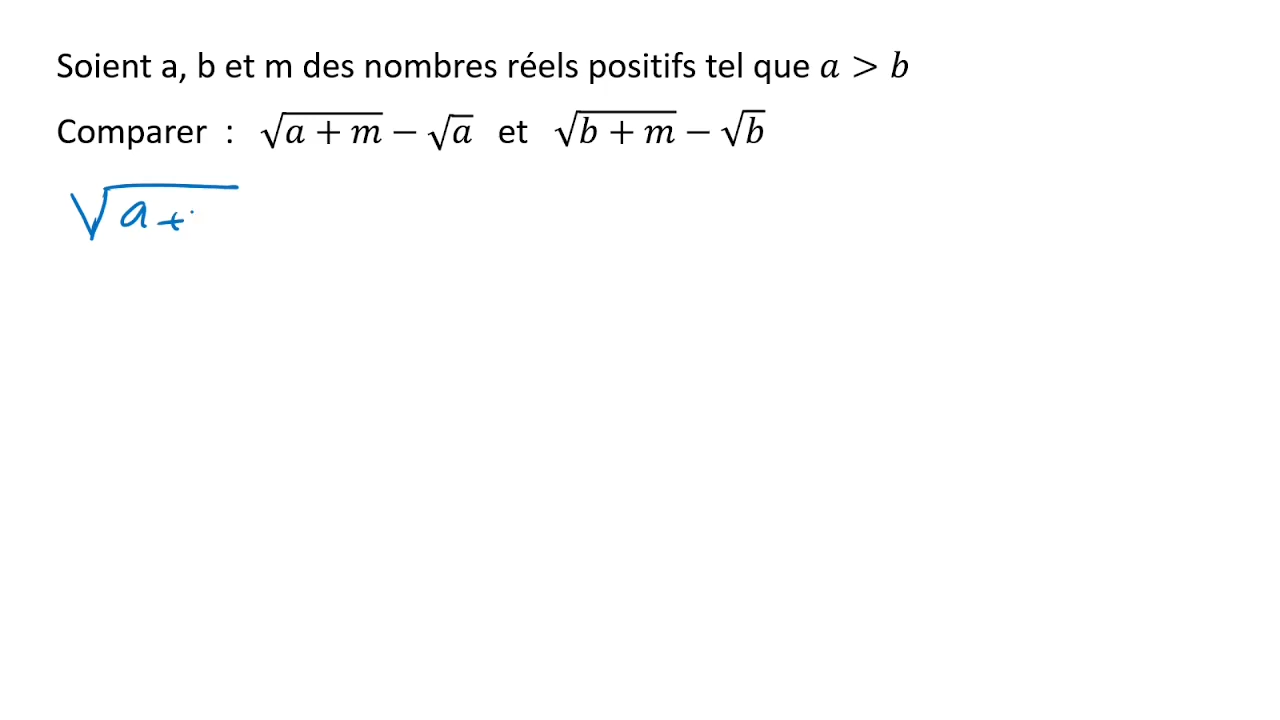 Soient a, b et m des nombres réels positifs tel que a > b
Comparer : √(a + m) − √a et √(b + m) − √b
√(a +